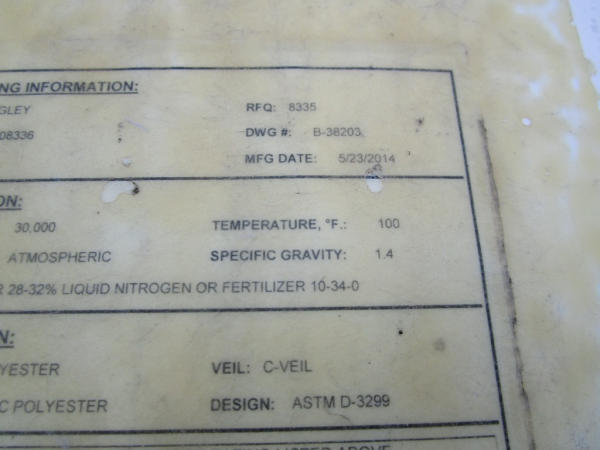 NG INFORMATION:
GLEY RFQ: 8335
08336 DWG #: B-38203
MFG DATE: 5/23/2014
ON:
30,000 TEMPERATURE, °F.: 100
ATMOSPHERIC SPECIFIC GRAVITY: 1.4
R 28-32% LIQUID NITROGEN OR FERTILIZER 10-34-0
N:
YESTER VEIL: C-VEIL
C POLYESTER DESIGN: ASTM D-3299
LISTED ABOVE